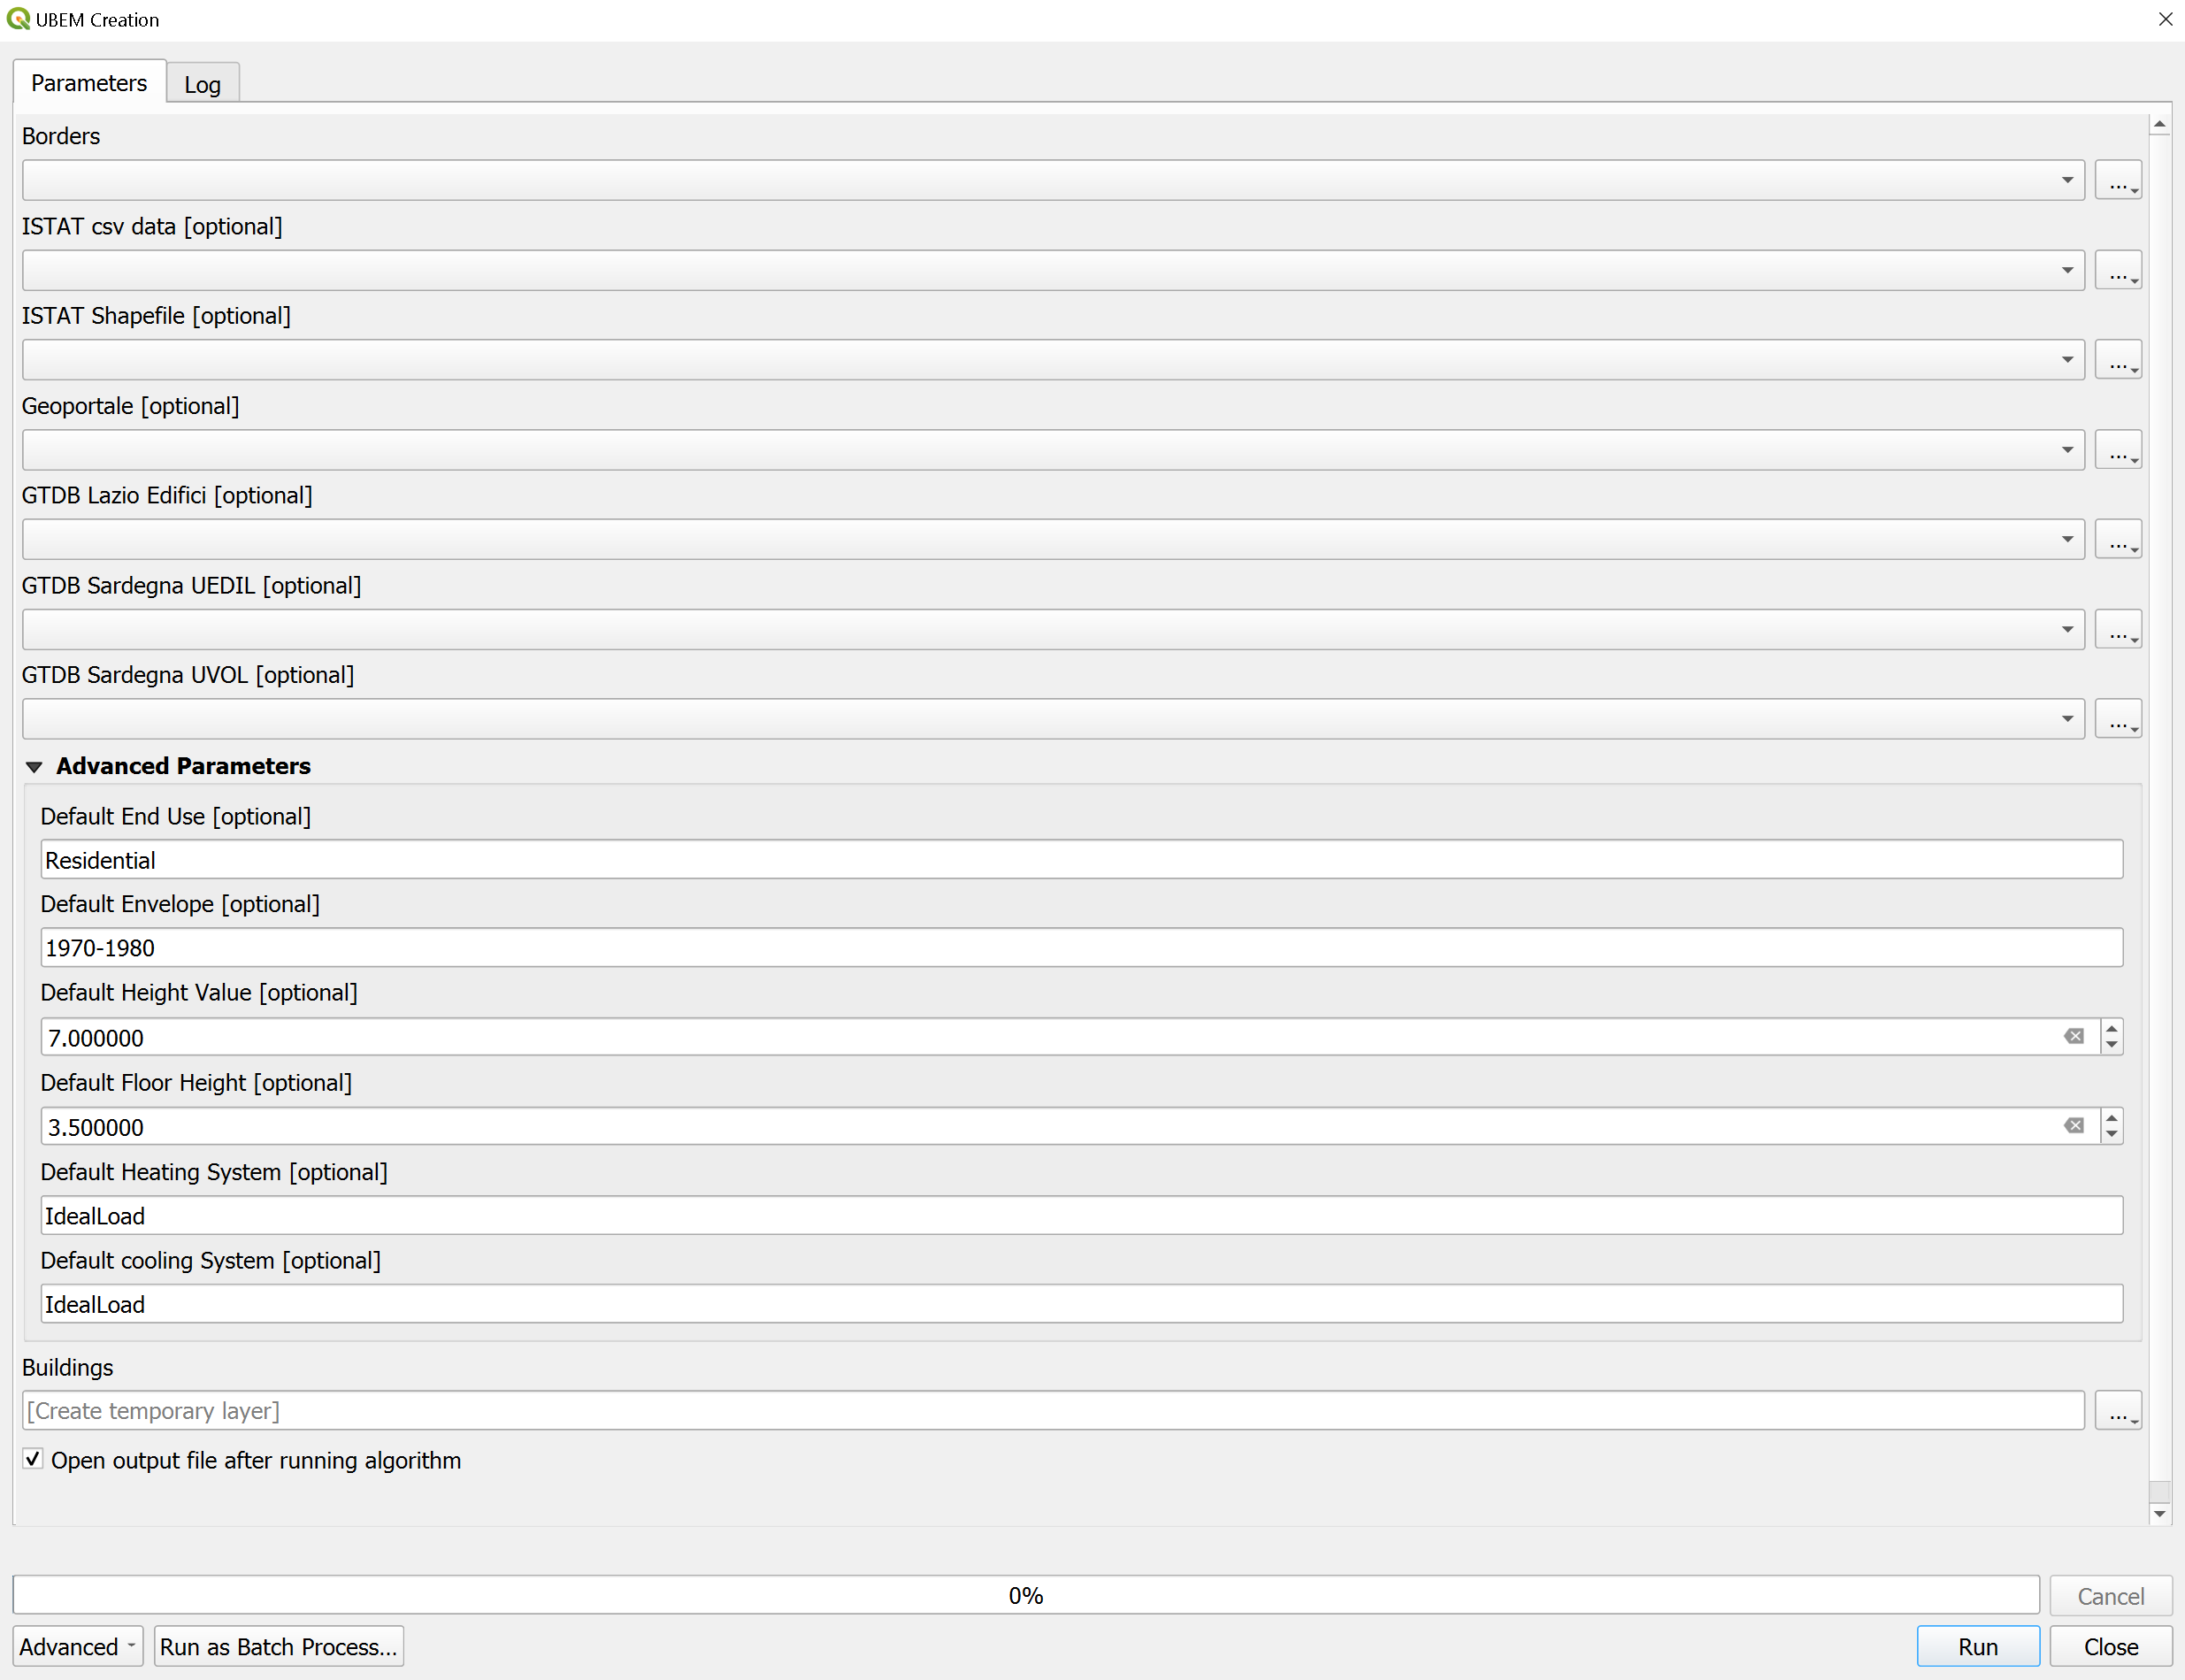 UBEM Creation
Parameters
Log
Borders
...
ISTAT csv data [optional]
...
ISTAT Shapefile [optional]
...
Geoportale [optional]
...
GTDB Lazio Edifici [optional]
...
GTDB Sardegna UEDIL [optional]
...
GTDB Sardegna UVOL [optional]
...
Advanced Parameters
Default End Use [optional]
Residential
Default Envelope [optional]
1970-1980
Default Height Value [optional]
7.000000
Default Floor Height [optional]
3.500000
Default Heating System [optional]
IdealLoad
Default cooling System [optional]
IdealLoad
Buildings
[Create temporary layer]
...
Open output file after running algorithm
0%
Cancel
Advanced
Run as Batch Process...
Run
Close